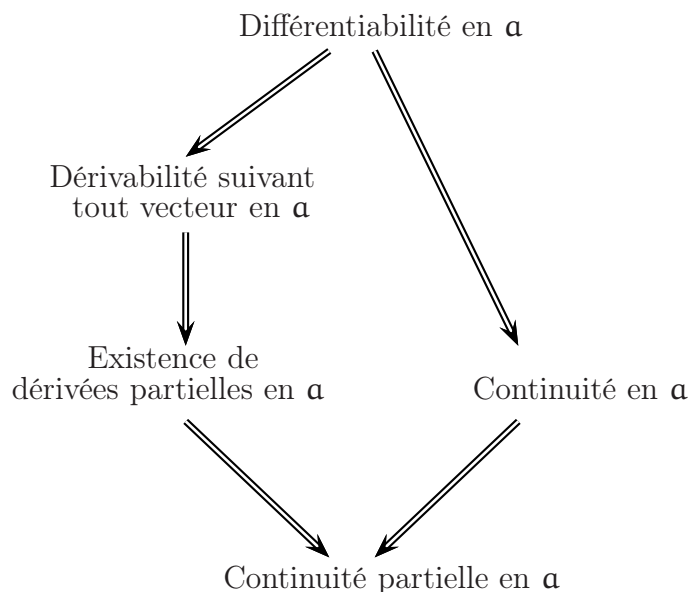 Différentiabilité en 𝔞
Dérivabilité suivant
tout vecteur en 𝔞
Existence de
dérivées partielles en 𝔞
Continuité en 𝔞
Continuité partielle en 𝔞